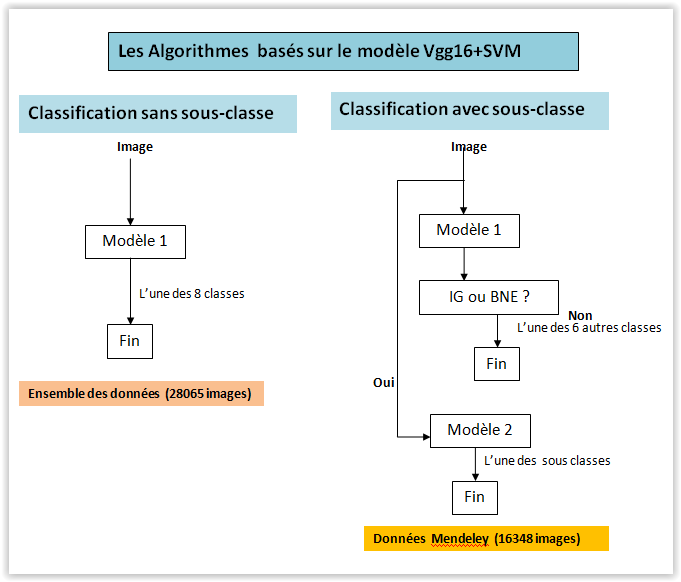 Les Algorithmes basés sur le modèle Vgg16+SVM
Classification sans sous-classe
Image
Modèle 1
L’une des 8 classes
Fin
Ensemble des données (28065 images)
Classification avec sous-classe
Image
Modèle 1
IG ou BNE ?
Non
L’une des 6 autres classes
Fin
Oui
Modèle 2
L’une des sous classes
Fin
Données Mendeley (16348 images)